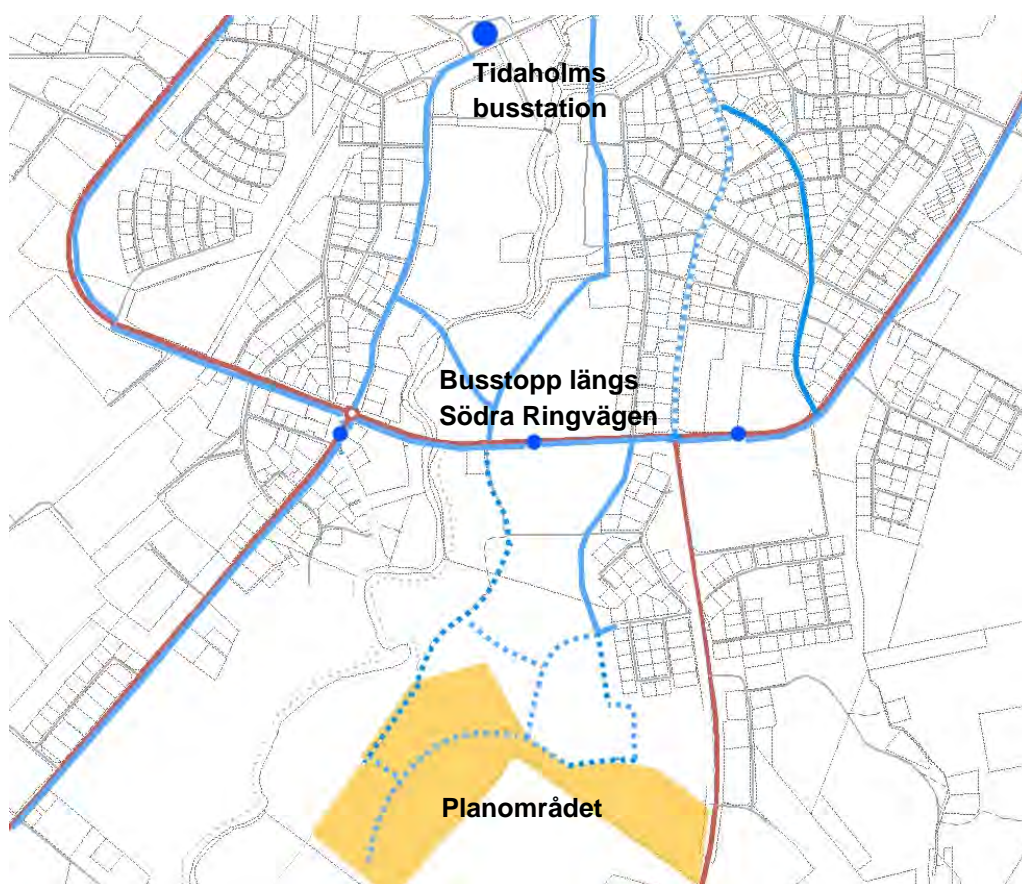 Tidaholms
busstation
Busstopp längs
Södra Ringvägen
Planområdet